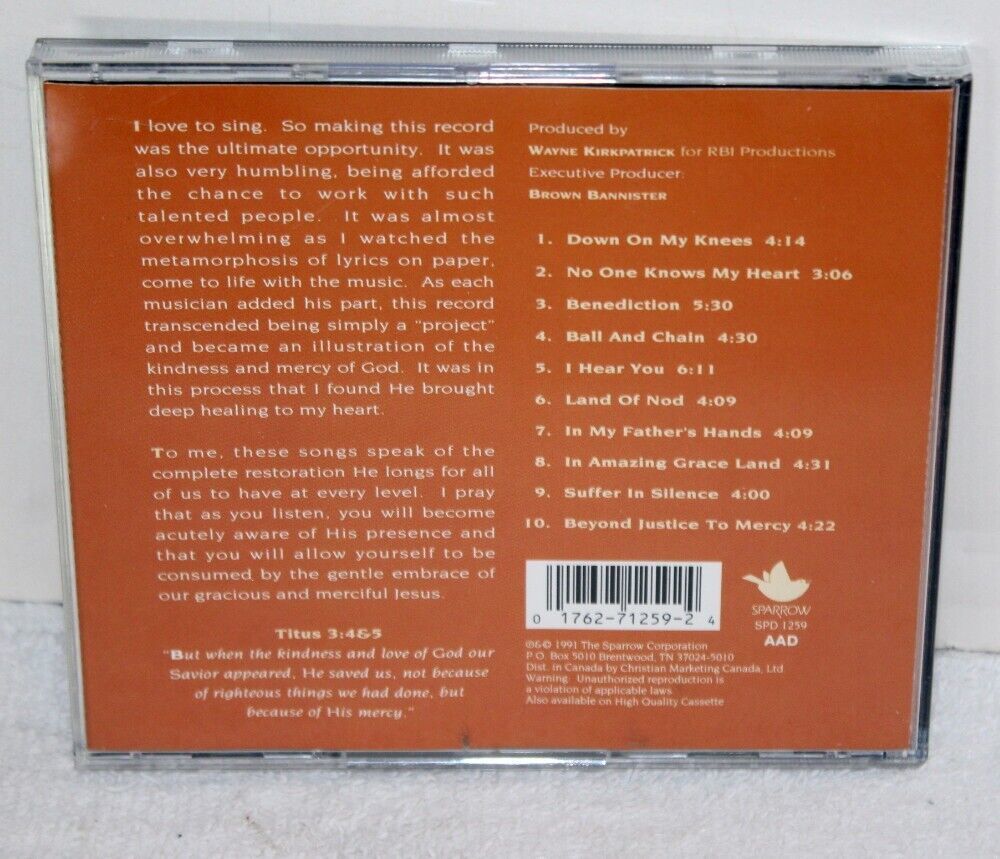 I love to sing. So making this record
was the ultimate opportunity. It was
also very humbling, being afforded
the chance to work with such
talented people. It was almost
overwhelming as I watched the
metamorphosis of lyrics on paper,
come to life with the music. As each
musician added his part, this record
transcended being simply a "project"
and became an illustration of the
kindness and mercy of God. It was in
this process that I found He brought
deep healing to my heart.
To me, these songs speak of the
complete restoration He longs for all
of us to have at every level. I pray
that as you listen, you will become
acutely aware of His presence and
that you will allow yourself to be
consumed by the gentle embrace of
our gracious and merciful Jesus.
Titus 3:4&5
"But when the kindness and love of God our
Savior appeared, He saved us, not because
of righteous things we had done, but
because of His mercy."
Produced by
WAYNE KIRKPATRICK for RBI Productions
Executive Producer:
BROWN BANNISTER
1. Down On My Knees 4:14
2. No One Knows My Heart 3:06
3. Benediction 5:30
4. Ball And Chain 4:30
5. I Hear You 6:11
6. Land Of Nod 4:09
7. In My Father's Hands 4:09
8. In Amazing Grace Land 4:31
9. Suffer In Silence 4:00
10. Beyond Justice To Mercy 4:22
0 1762-71259-2 4
SPARROW
SPD 1259
AAD
℗&© 1991 The Sparrow Corporation
P.O. Box 5010 Brentwood, TN 37024-5010
Dist. in Canada by Christian Marketing Canada, Ltd
Warning: Unauthorized reproduction is
a violation of applicable laws
Also available on High Quality Cassette